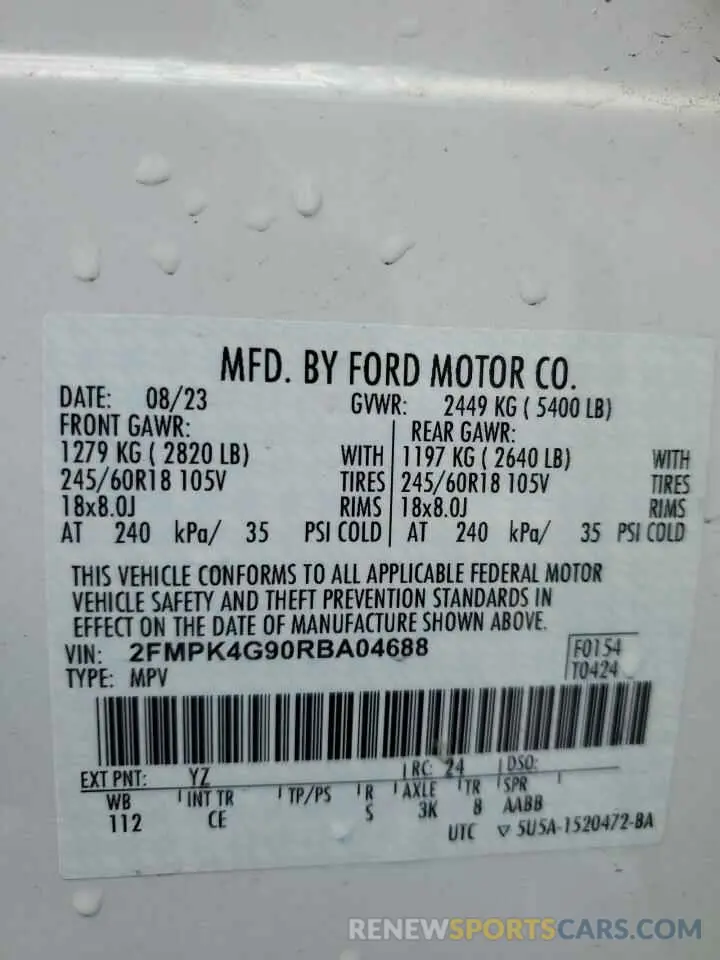 MFD. BY FORD MOTOR CO.
DATE: 08/23 GVWR: 2449 KG ( 5400 LB)
FRONT GAWR: REAR GAWR:
1279 KG ( 2820 LB) WITH 1197 KG ( 2640 LB) WITH
245/60R18 105V TIRES 245/60R18 105V TIRES
18x8.0J RIMS 18x8.0J RIMS
AT 240 kPa/ 35 PSI COLD AT 240 kPa/ 35 PSI COLD
THIS VEHICLE CONFORMS TO ALL APPLICABLE FEDERAL MOTOR
VEHICLE SAFETY AND THEFT PREVENTION STANDARDS IN
EFFECT ON THE DATE OF MANUFACTURE SHOWN ABOVE.
VIN: 2FMPK4G90RBA04688 F0154
TYPE: MPV T0424
EXT PNT: YZ RC: 24 DSO:
WB INT TR TP/PS R AXLE TR SPR
112 CE S 3K 8 AABB
UTC ▽ 5U5A-1520472-BA
RENEWSPORTSCARS.COM